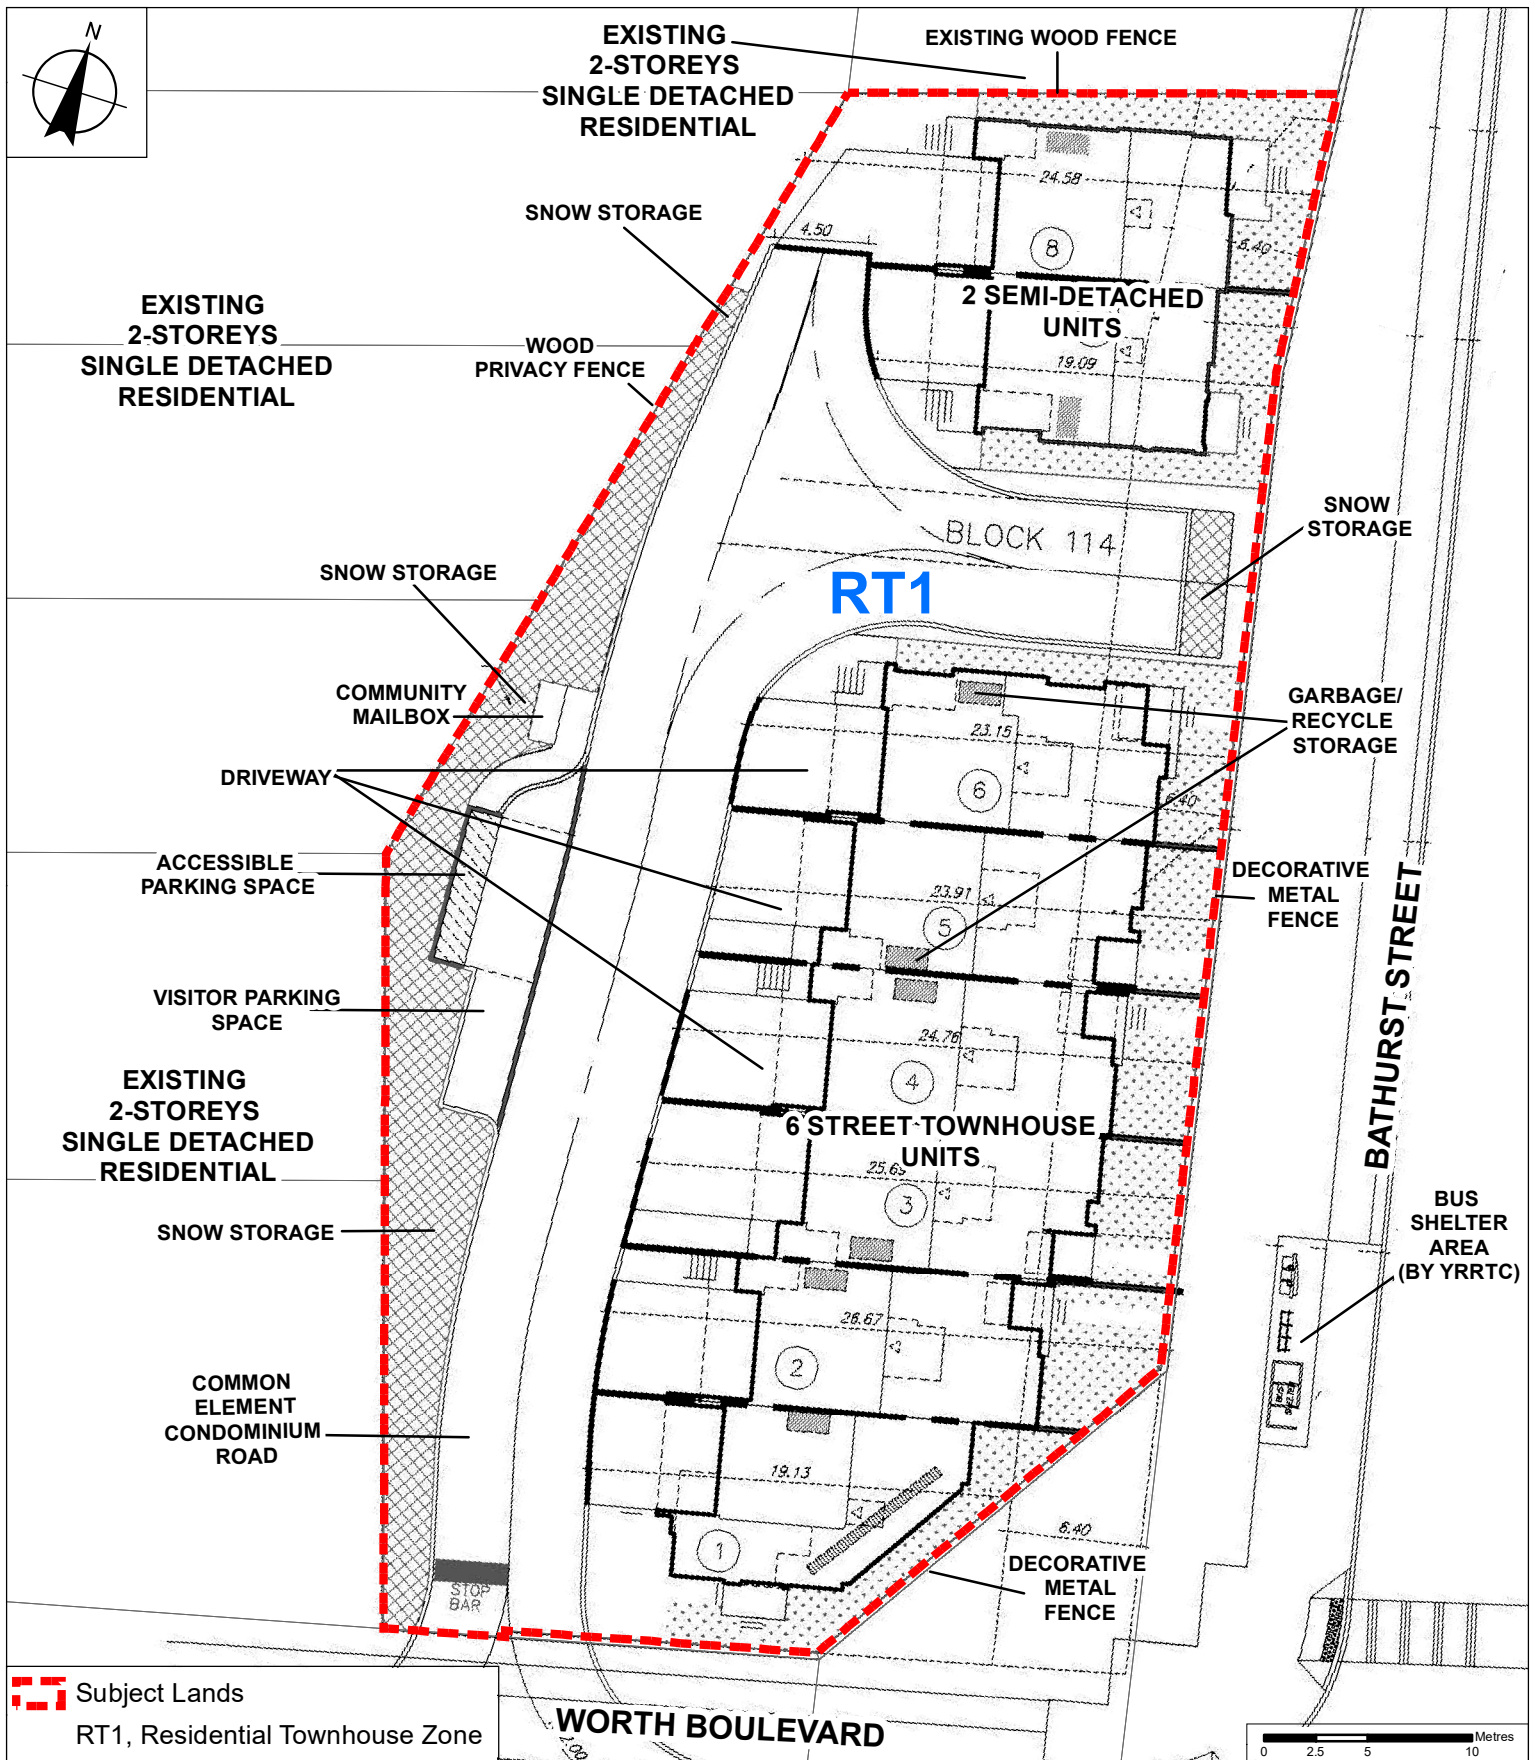 N
EXISTING
2-STOREYS
SINGLE DETACHED
RESIDENTIAL
EXISTING WOOD FENCE
24.58
SNOW STORAGE
4.50
8
6.40
EXISTING
2-STOREYS
SINGLE DETACHED
RESIDENTIAL
2 SEMI-DETACHED
UNITS
WOOD
PRIVACY FENCE
19.09
SNOW
STORAGE
BLOCK 114
RT1
SNOW STORAGE
COMMUNITY
MAILBOX
GARBAGE/
RECYCLE
STORAGE
23.15
DRIVEWAY
6
6.40
ACCESSIBLE
PARKING SPACE
DECORATIVE
METAL
FENCE
23.91
5
BATHURST STREET
VISITOR PARKING
SPACE
24.76
4
EXISTING
2-STOREYS
SINGLE DETACHED
RESIDENTIAL
6 STREET TOWNHOUSE
UNITS
25.69
3
SNOW STORAGE
BUS
SHELTER
AREA
(BY YRRTC)
26.67
2
COMMON
ELEMENT
CONDOMINIUM
ROAD
19.13
6.40
1
DECORATIVE
METAL
FENCE
STOP
BAR
Subject Lands
RT1, Residential Townhouse Zone
WORTH BOULEVARD
Metres
0 2.5 5 10